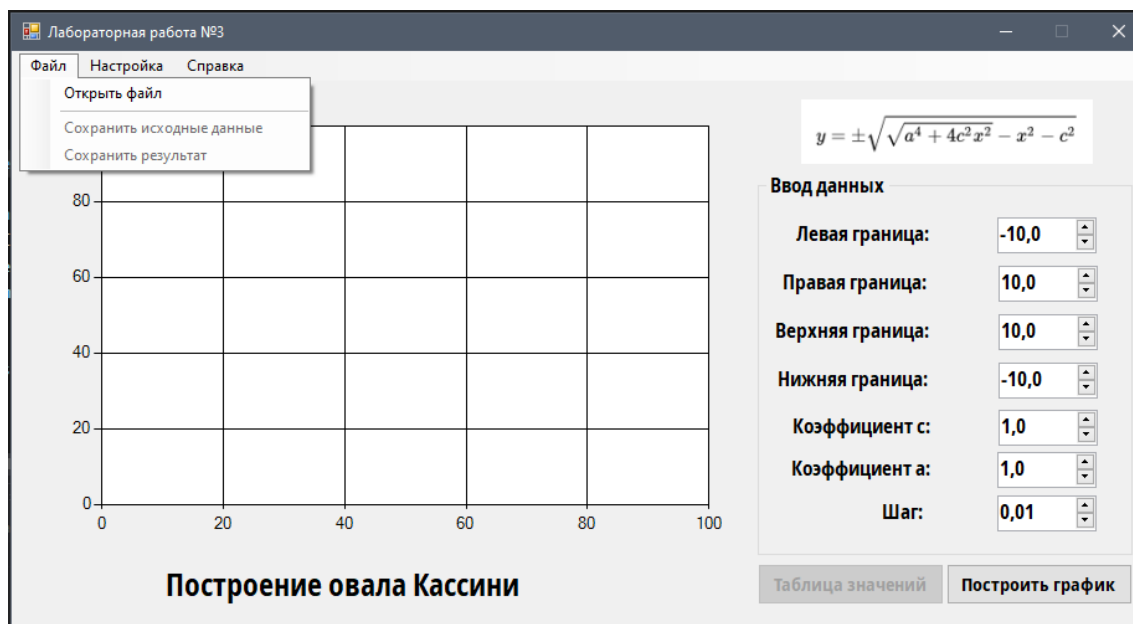 Лабораторная работа №3
Файл Настройка Справка
Открыть файл
Сохранить исходные данные
Сохранить результат
80
60
40
20
0
0 20 40 60 80 100
Построение овала Кассини
y = ±√(√(a⁴ + 4c²x²) − x² − c²)
Ввод данных
Левая граница: -10,0
Правая граница: 10,0
Верхняя граница: 10,0
Нижняя граница: -10,0
Коэффициент c: 1,0
Коэффициент a: 1,0
Шаг: 0,01
Таблица значений Построить график